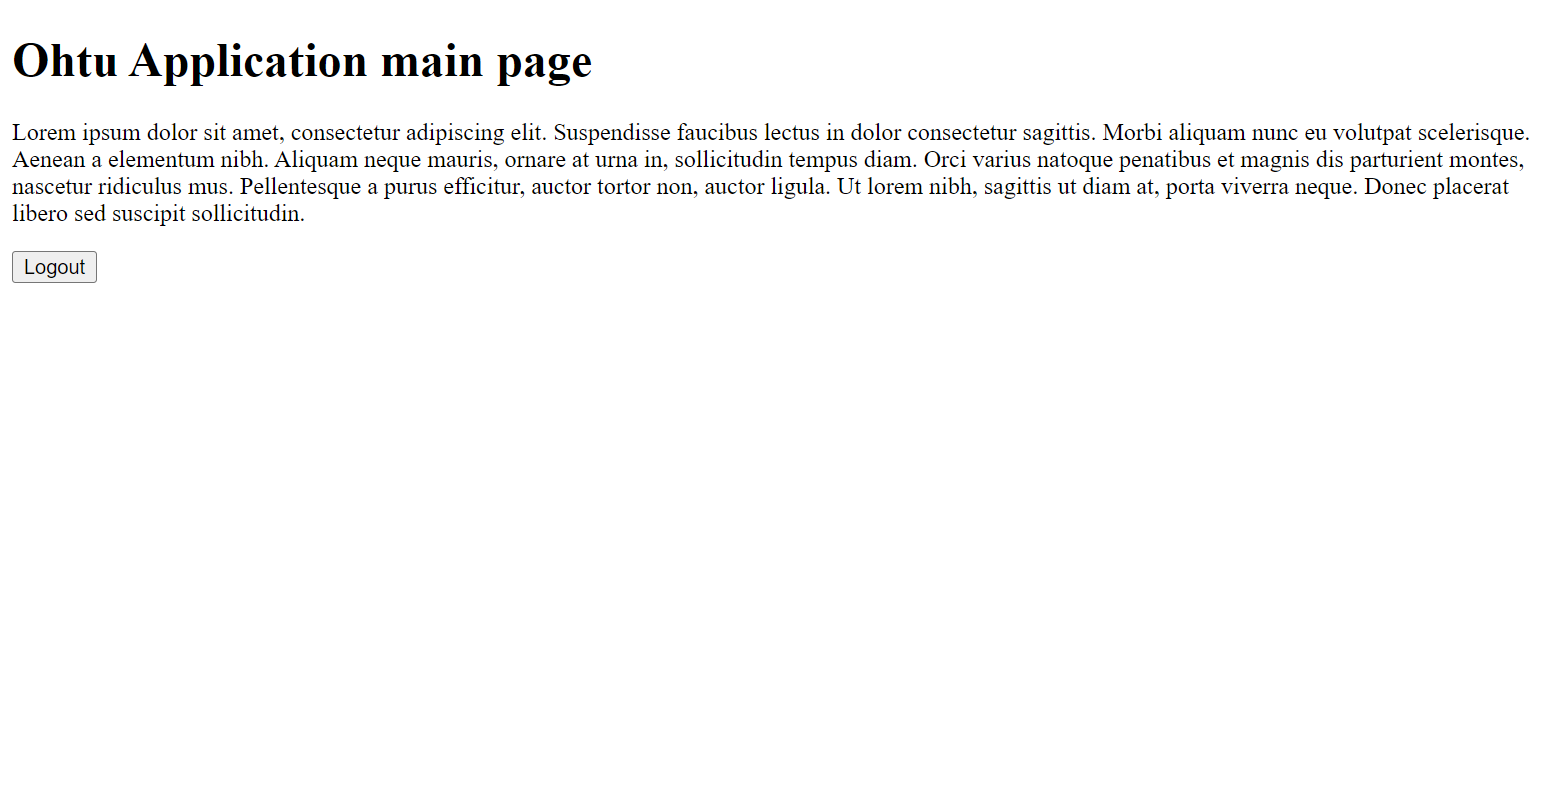 Ohtu Application main page
Lorem ipsum dolor sit amet, consectetur adipiscing elit. Suspendisse faucibus lectus in dolor consectetur sagittis. Morbi aliquam nunc eu volutpat scelerisque.
Aenean a elementum nibh. Aliquam neque mauris, ornare at urna in, sollicitudin tempus diam. Orci varius natoque penatibus et magnis dis parturient montes,
nascetur ridiculus mus. Pellentesque a purus efficitur, auctor tortor non, auctor ligula. Ut lorem nibh, sagittis ut diam at, porta viverra neque. Donec placerat
libero sed suscipit sollicitudin.
Logout